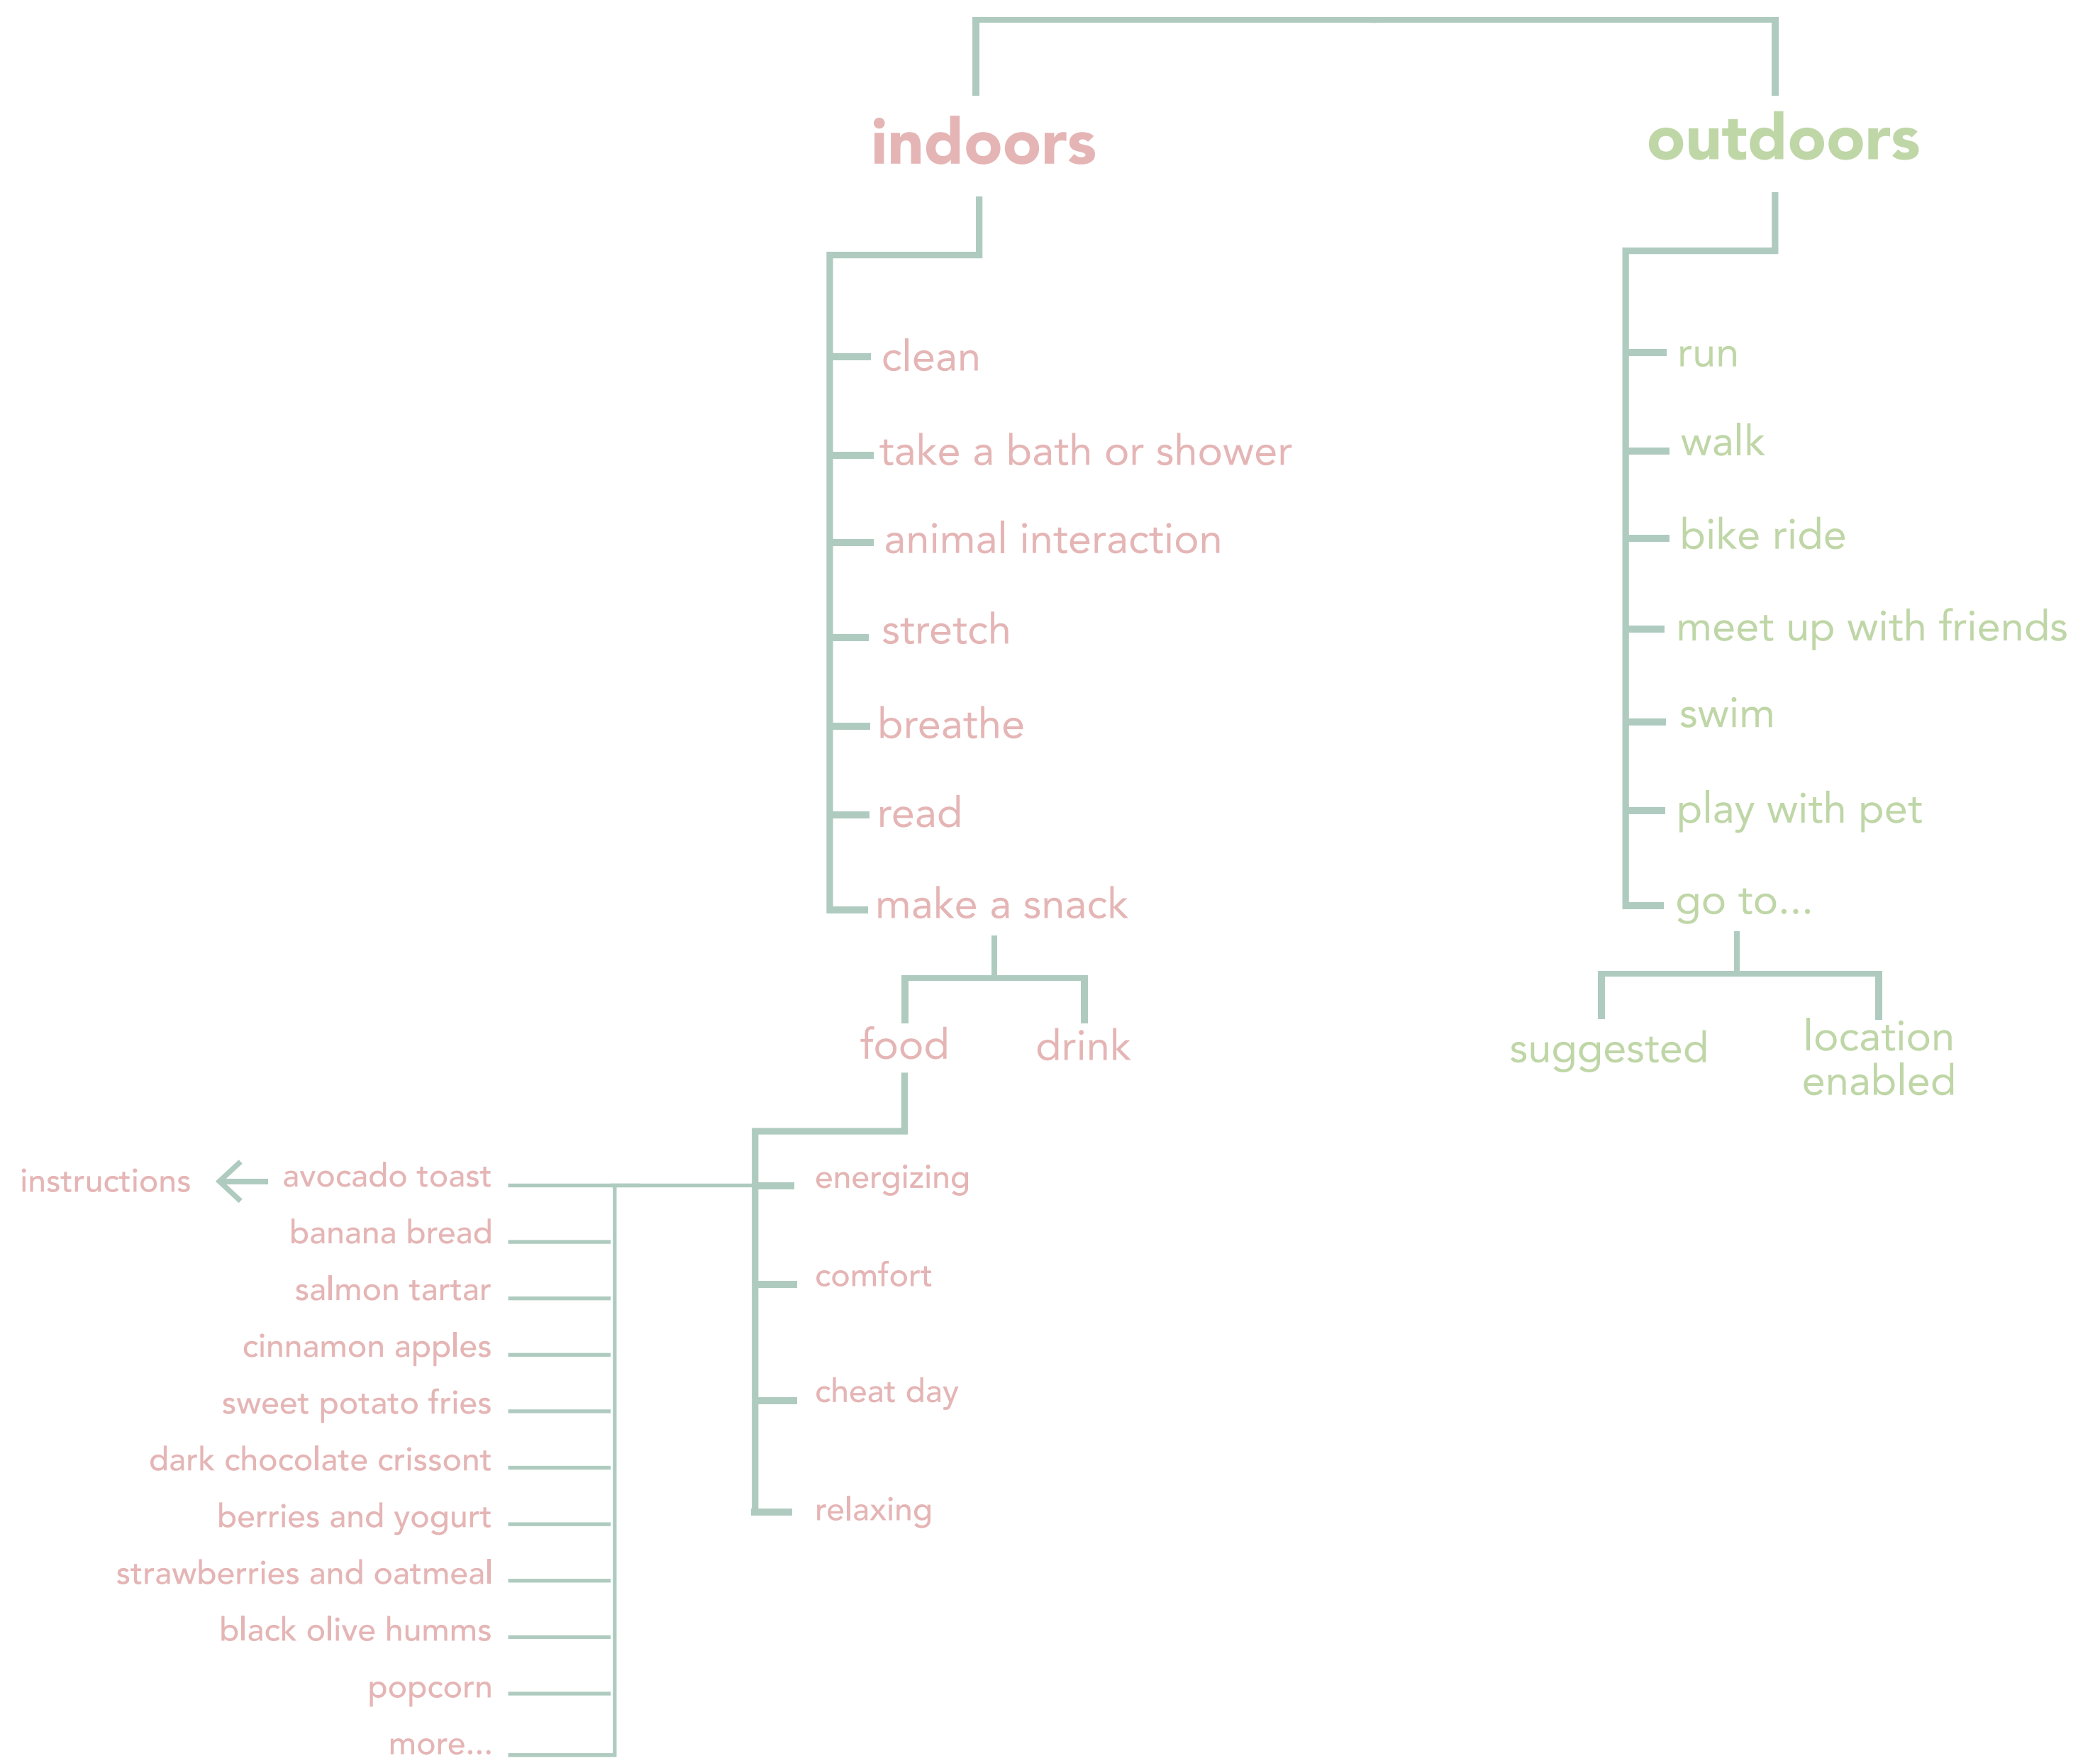 indoors
outdoors
clean
take a bath or shower
animal interaction
stretch
breathe
read
make a snack
run
walk
bike ride
meet up with friends
swim
play with pet
go to...
food
drink
suggested
location
enabled
energizing
comfort
cheat day
relaxing
instructions
avocado toast
banana bread
salmon tartar
cinnamon apples
sweet potato fries
dark chocolate crissont
berries and yogurt
strawberries and oatmeal
black olive humms
popcorn
more...